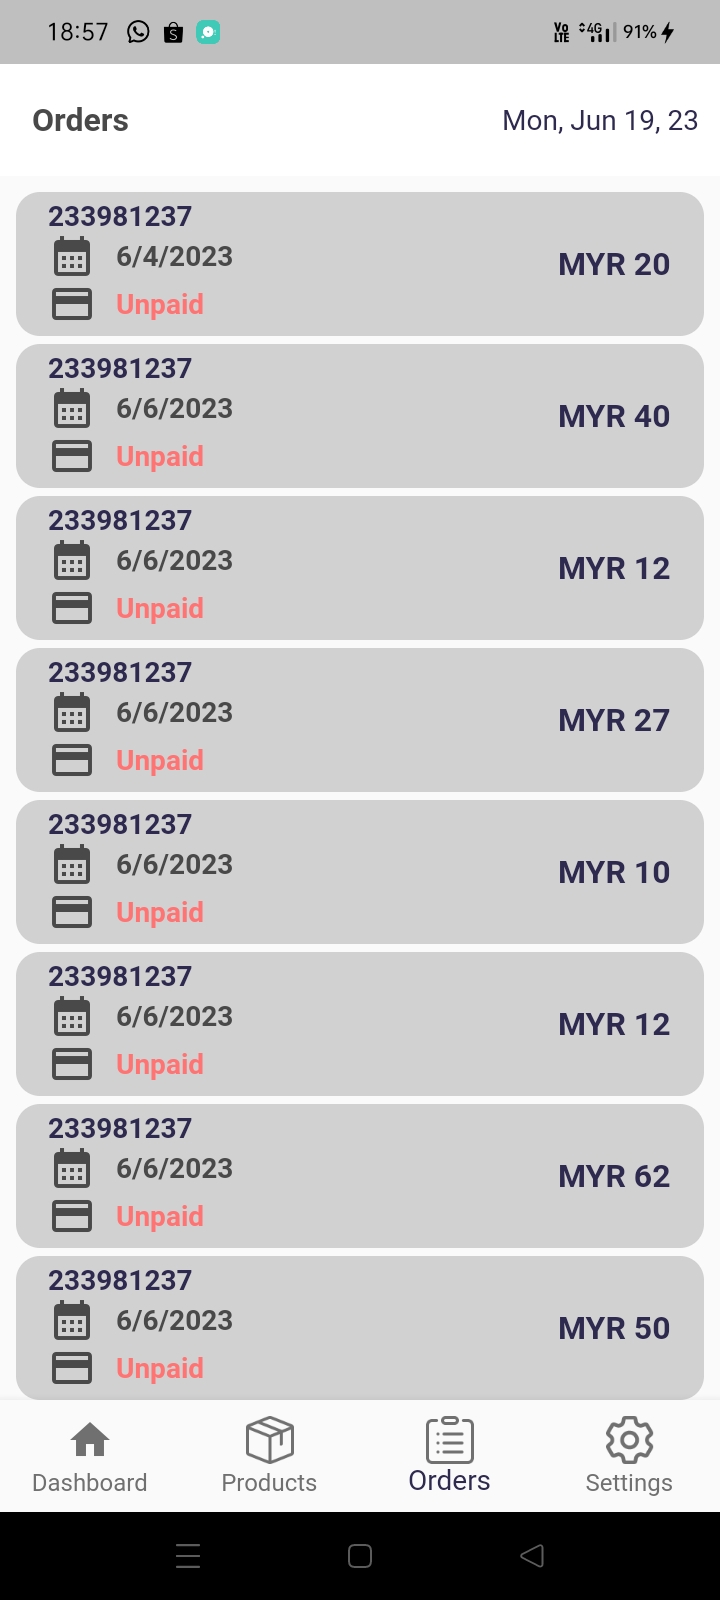 18:57 VoLTE 4G 91%
Orders Mon, Jun 19, 23
233981237
6/4/2023 MYR 20
Unpaid
233981237
6/6/2023 MYR 40
Unpaid
233981237
6/6/2023 MYR 12
Unpaid
233981237
6/6/2023 MYR 27
Unpaid
233981237
6/6/2023 MYR 10
Unpaid
233981237
6/6/2023 MYR 12
Unpaid
233981237
6/6/2023 MYR 62
Unpaid
233981237
6/6/2023 MYR 50
Unpaid
Dashboard Products Orders Settings